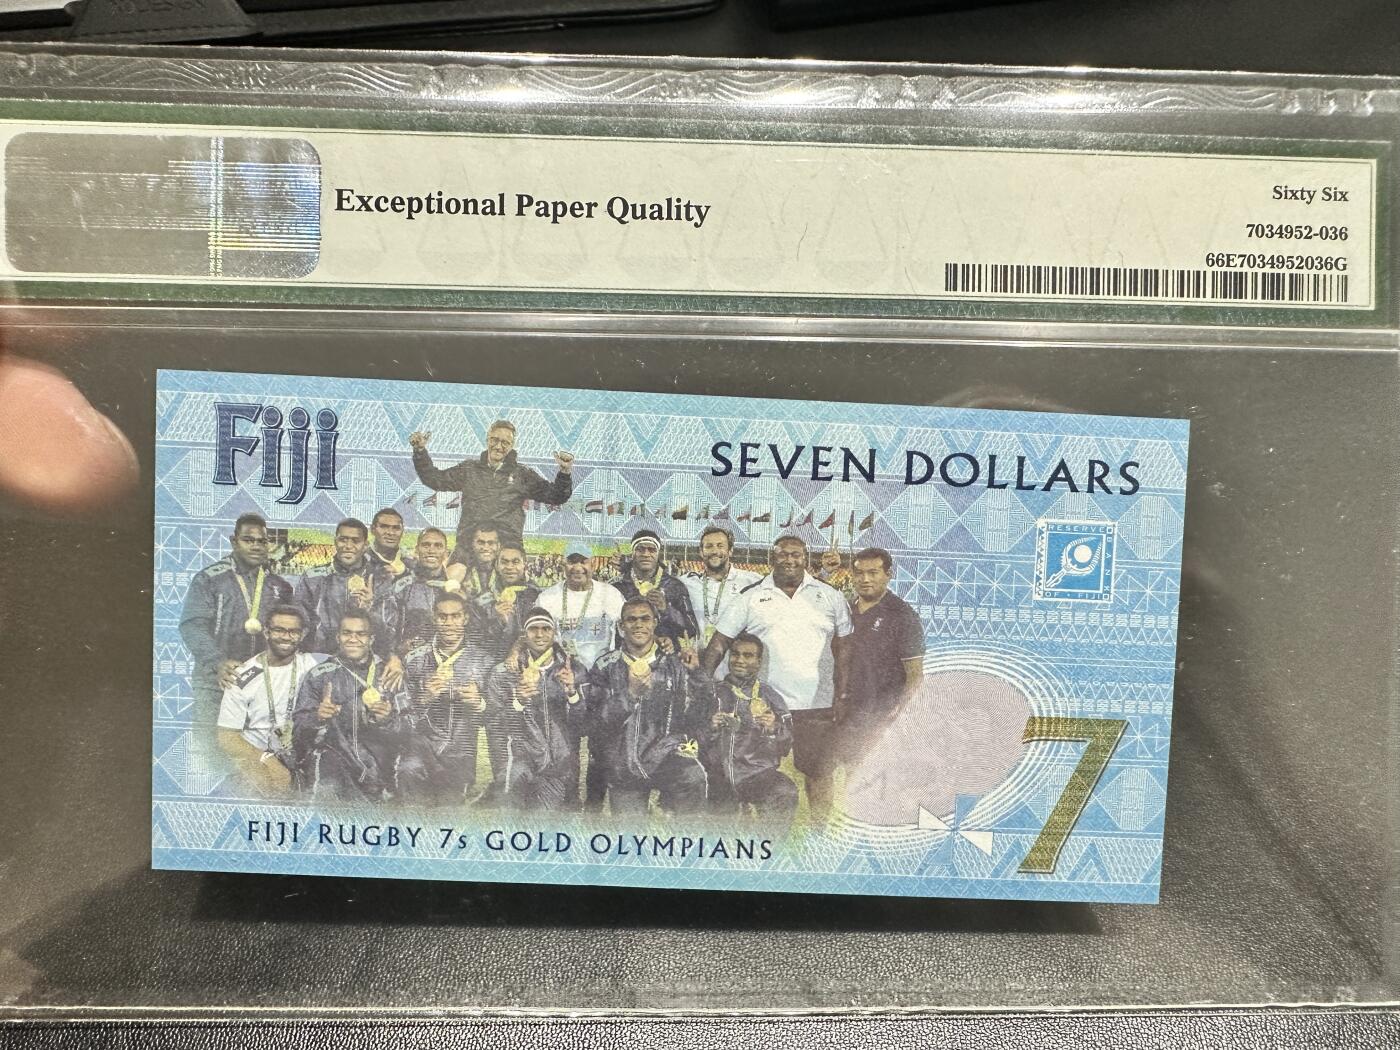 Exceptional Paper Quality
Sixty Six
7034952-036
66E7034952036G
Fiji
SEVEN DOLLARS
RESERVED
BANK
OF • FIJI
7
FIJI RUGBY 7s GOLD OLYMPIANS